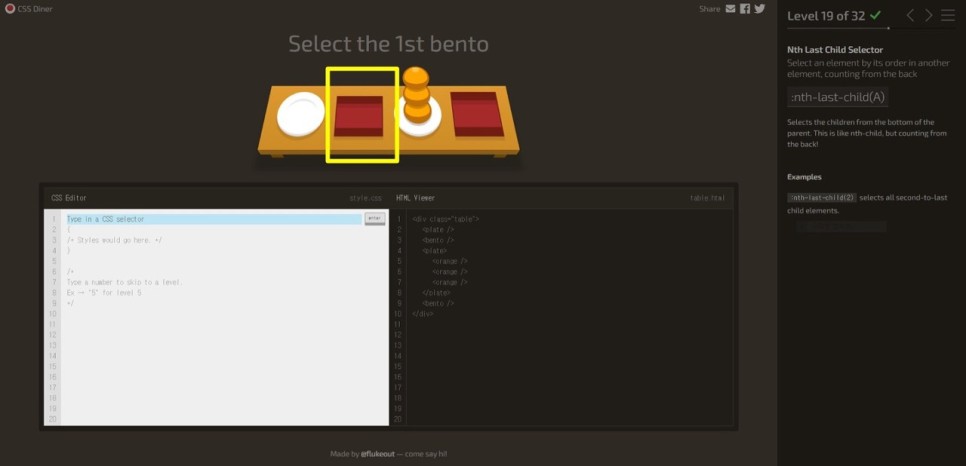 CSS Diner
Share
Select the 1st bento
CSS Editor
style.css
1 Type in a CSS selector
enter
2 {
3 /* Styles would go here. */
4 }
5
6 /*
7 Type a number to skip to a level.
8 Ex → "5" for level 5
9 */
10
11
12
13
14
15
16
17
18
19
20
HTML Viewer
table.html
1 <div class="table">
2 <plate />
3 <bento />
4 <plate>
5 <orange />
6 <orange />
7 <orange />
8 </plate>
9 <bento />
10 </div>
11
12
13
14
15
16
17
18
19
20
Made by @flukeout — come say hi!
Level 19 of 32
Nth Last Child Selector
Select an element by its order in another
element, counting from the back
:nth-last-child(A)
Selects the children from the bottom of the
parent. This is like nth-child, but counting from
the back!
Examples
:nth-last-child(2) selects all second-to-last
child elements.